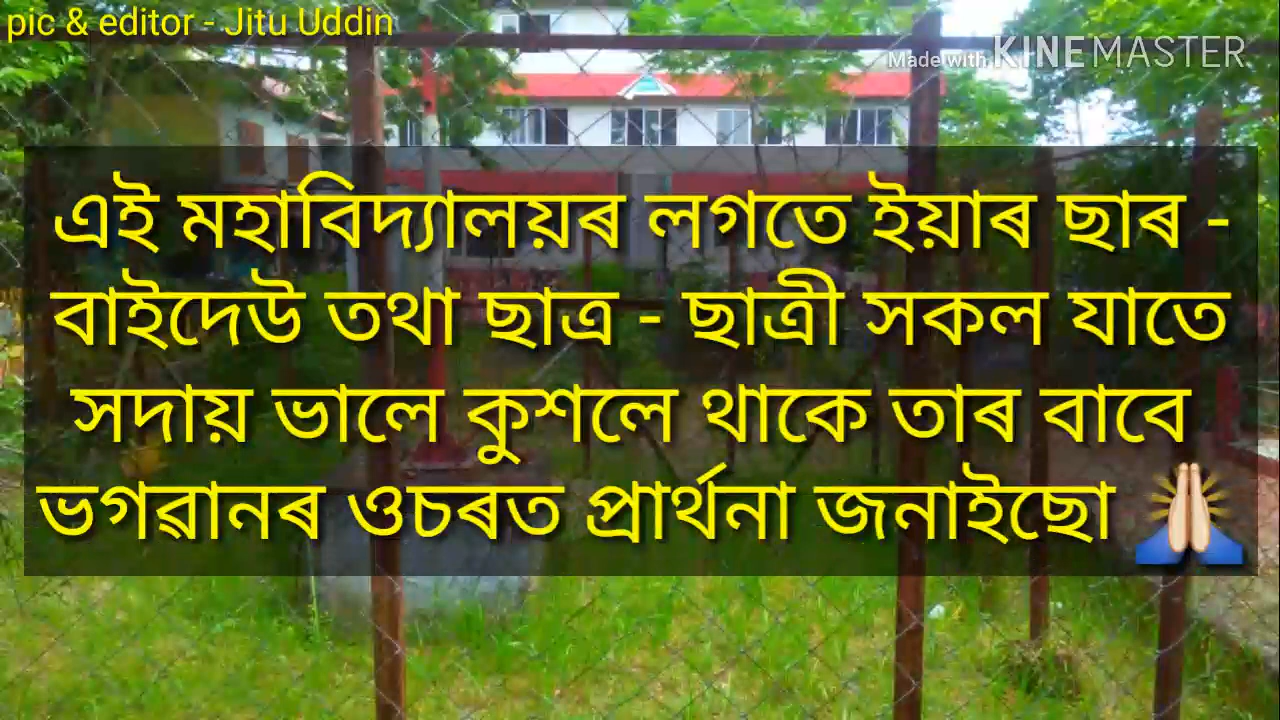 pic & editor - Jitu Uddin
Made with KINEMASTER
এই মহাবিদ্যালয়ৰ লগতে ইয়াৰ ছাৰ -
বাইদেউ তথা ছাত্ৰ - ছাত্ৰী সকল যাতে
সদায় ভালে কুশলে থাকে তাৰ বাবে
ভগৱানৰ ওচৰত প্ৰাৰ্থনা জনাইছো 🙏